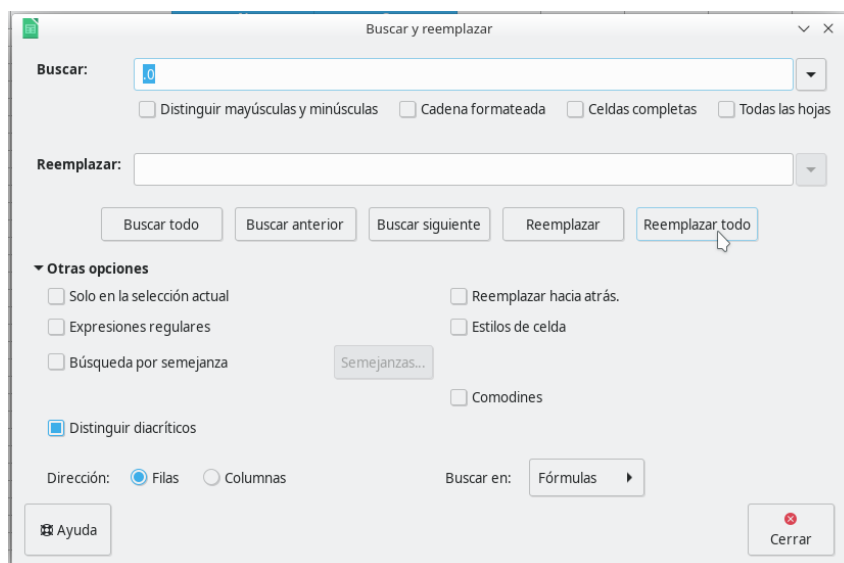 Buscar y reemplazar
Buscar: .0
Distinguir mayúsculas y minúsculas Cadena formateada Celdas completas Todas las hojas
Reemplazar:
Buscar todo Buscar anterior Buscar siguiente Reemplazar Reemplazar todo
Otras opciones
Solo en la selección actual Reemplazar hacia atrás.
Expresiones regulares Estilos de celda
Búsqueda por semejanza Semejanzas...
Comodines
Distinguir diacríticos
Dirección: Filas Columnas Buscar en: Fórmulas
Ayuda Cerrar